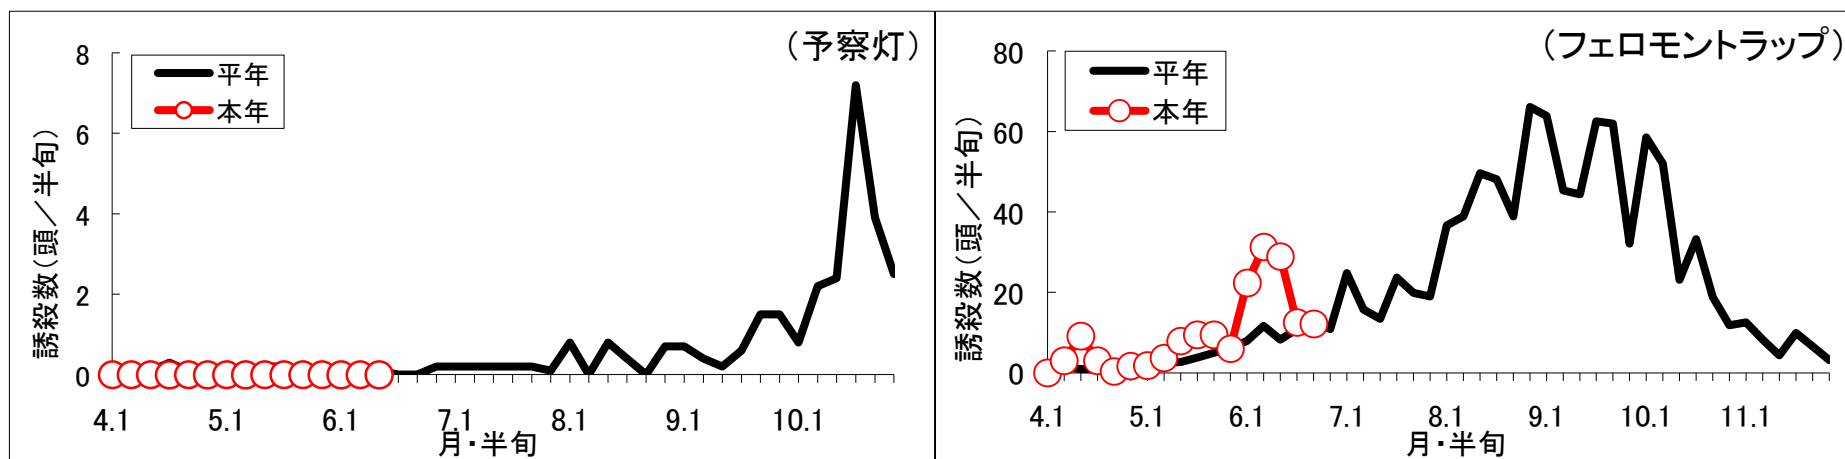 （予察灯）
平年
本年
誘殺数（頭／半旬）
8
6
4
2
0
4.1 5.1 6.1 7.1 8.1 9.1 10.1
月・半旬
（フェロモントラップ）
平年
本年
誘殺数（頭／半旬）
80
60
40
20
0
4.1 5.1 6.1 7.1 8.1 9.1 10.1 11.1
月・半旬